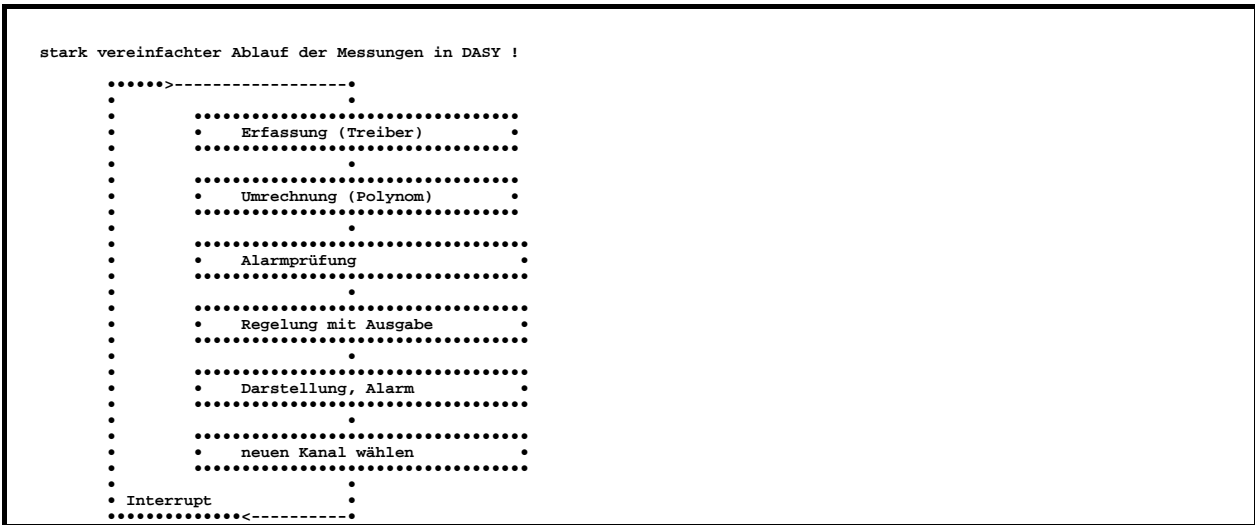 stark vereinfachter Ablauf der Messungen in DASY !
Erfassung (Treiber)
Umrechnung (Polynom)
Alarmprüfung
Regelung mit Ausgabe
Darstellung, Alarm
neuen Kanal wählen
Interrupt